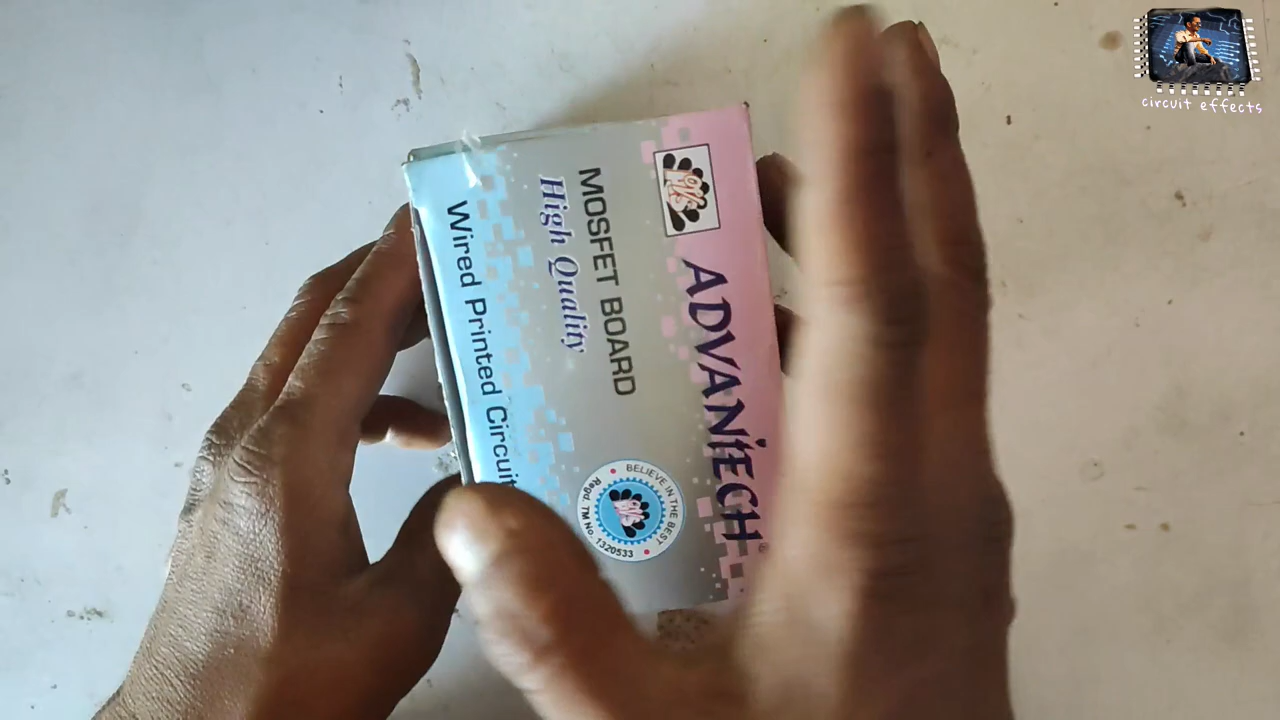 ADVANTECH®
MOSFET BOARD
High Quality
Wired Printed Circuit
BELIEVE IN THE BEST
Regd. TM No. 1320533
circuit effects